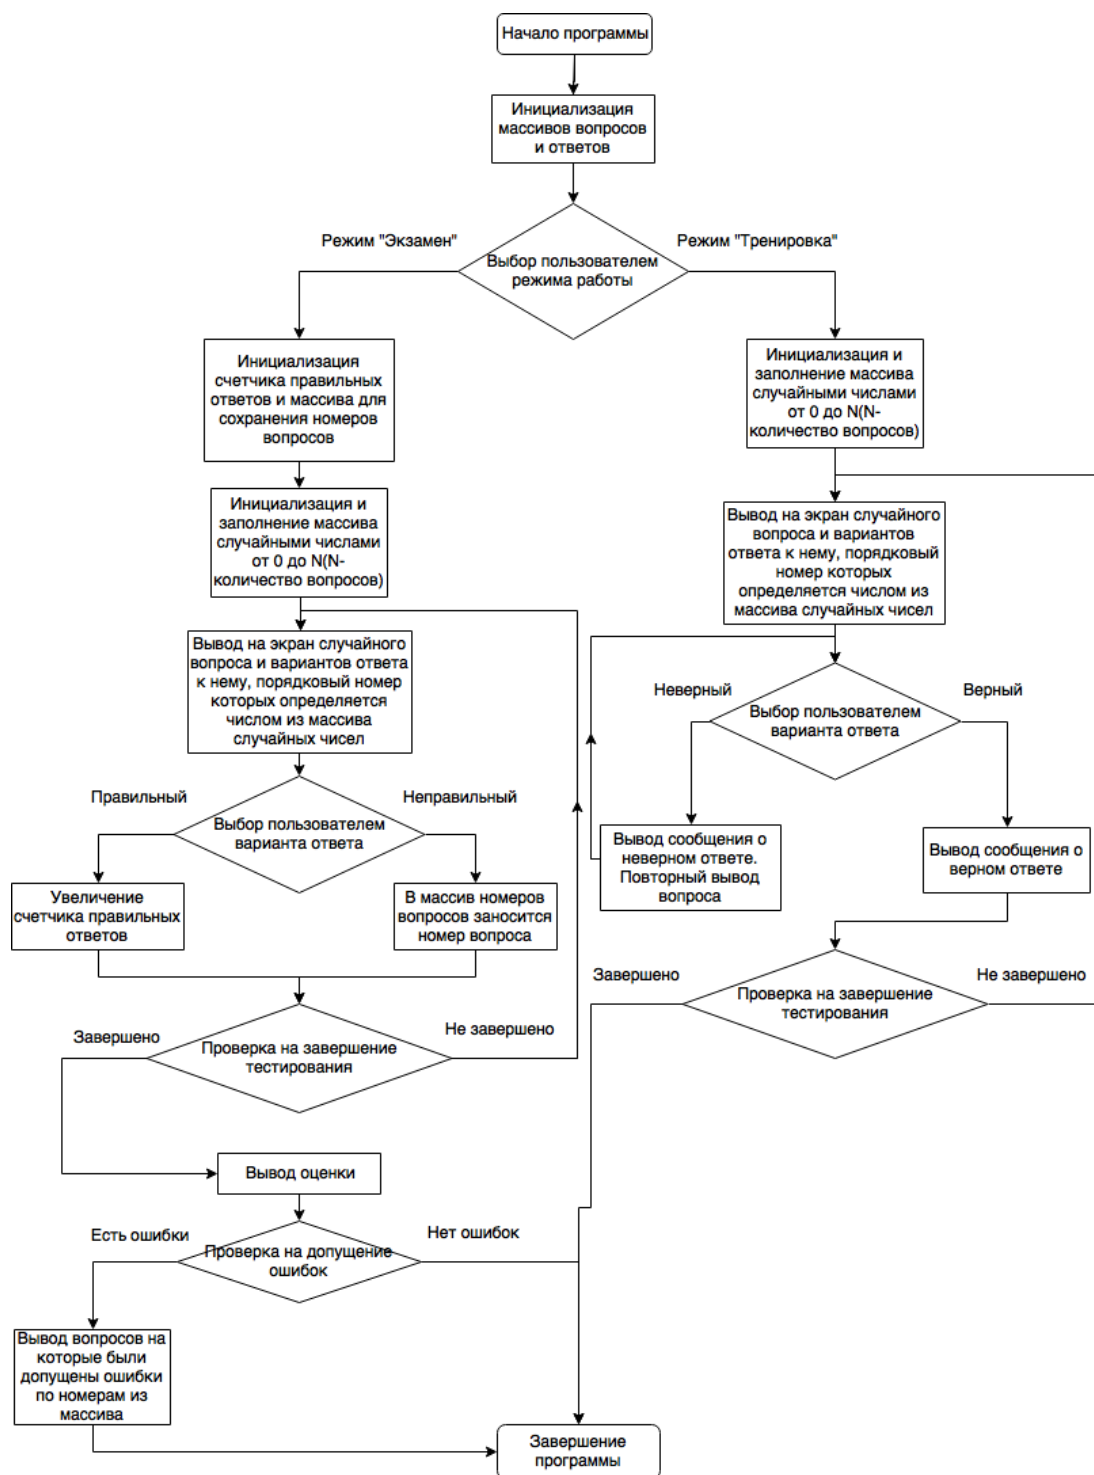 Начало программы
Инициализация
массивов вопросов
и ответов
Режим "Экзамен"
Режим "Тренировка"
Выбор пользователем
режима работы
Инициализация
счетчика правильных
ответов и массива для
сохранения номеров
вопросов
Инициализация и
заполнение массива
случайными числами
от 0 до N(N-
количество вопросов)
Инициализация и
заполнение массива
случайными числами
от 0 до N(N-
количество вопросов)
Вывод на экран случайного
вопроса и вариантов
ответа к нему, порядковый
номер которых
определяется числом из
массива случайных чисел
Вывод на экран случайного
вопроса и вариантов ответа
к нему, порядковый номер
которых определяется
числом из массива
случайных чисел
Неверный
Верный
Выбор пользователем
варианта ответа
Правильный
Неправильный
Выбор пользователем
варианта ответа
Вывод сообщения о
неверном ответе.
Повторный вывод
вопроса
Вывод сообщения о
верном ответе
Увеличение
счетчика правильных
ответов
В массив номеров
вопросов заносится
номер вопроса
Завершено
Не завершено
Проверка на завершение
тестирования
Завершено
Не завершено
Проверка на завершение
тестирования
Вывод оценки
Есть ошибки
Нет ошибок
Проверка на допущение
ошибок
Вывод вопросов на
которые были
допущены ошибки
по номерам из
массива
Завершение
программы